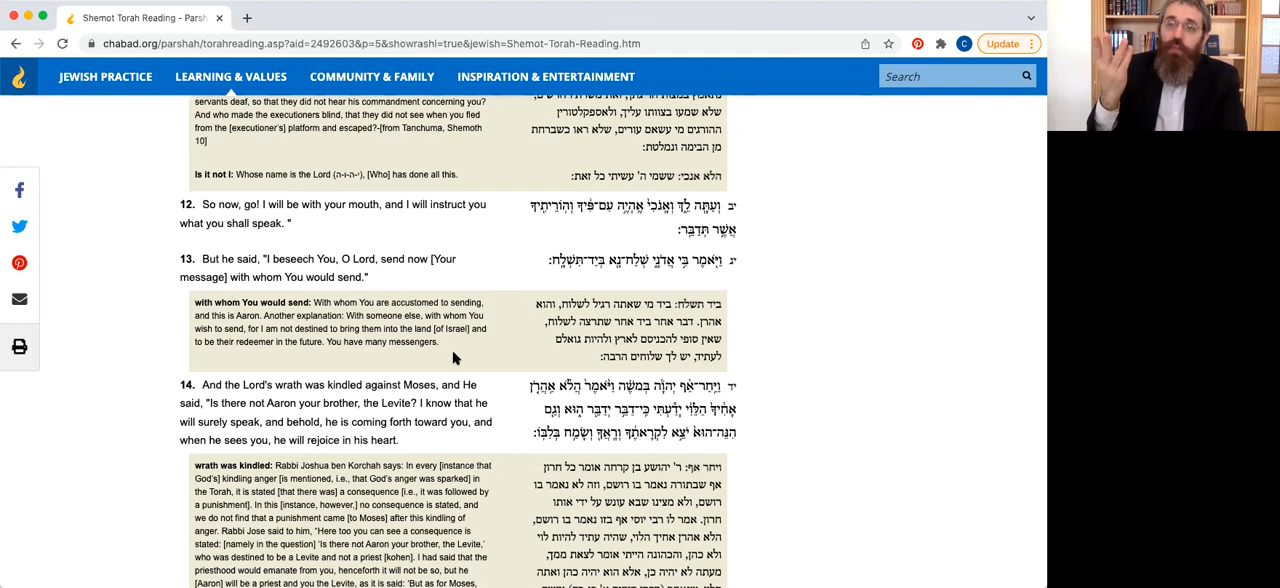 Shemot Torah Reading - Parsh
chabad.org/parshah/torahreading.asp?aid=2492603&p=5&showrashi=true&jewish=Shemot-Torah-Reading.htm
C
Update
JEWISH PRACTICE
LEARNING & VALUES
COMMUNITY & FAMILY
INSPIRATION & ENTERTAINMENT
Search
servants deaf, so that they did not hear his commandment concerning you?
And who made the executioners blind, that they did not see when you fled
from the [executioner's] platform and escaped?-[from Tanchuma, Shemoth
10]
שלא שמעו בצוותו עליך, ולאספקלטורין
ההורגים מי עשאם עורים, שלא ראו כשברחת
מן הבימה ונמלטת:
Is it not I: Whose name is the Lord (י-ה-ו-ה), [Who] has done all this.
הלא אנכי: ששמי ה' עשיתי כל זאת:
12. So now, go! I will be with your mouth, and I will instruct you
what you shall speak. "
יב וְעַתָּ֖ה לֵ֑ךְ וְאָֽנֹכִי֙ אֶֽהְיֶ֣ה עִם־פִּ֔יךָ וְהֽוֹרֵיתִ֖יךָ
אֲשֶׁ֥ר תְּדַבֵּֽר:
13. But he said, "I beseech You, O Lord, send now [Your
message] with whom You would send."
יג וַיֹּ֖אמֶר בִּ֣י אֲדֹנָ֑י שְׁלַח־נָ֖א בְּיַד־תִּשְׁלָֽח:
with whom You would send: With whom You are accustomed to sending,
and this is Aaron. Another explanation: With someone else, with whom You
wish to send, for I am not destined to bring them into the land [of Israel] and
to be their redeemer in the future. You have many messengers.
ביד תשלח: ביד מי שאתה רגיל לשלוח, והוא
אהרן. דבר אחר ביד אחר שתרצה לשלוח,
שאין סופי להכניסם לארץ ולהיות גואלם
לעתיד, יש לך שלוחים הרבה:
14. And the Lord's wrath was kindled against Moses, and He
said, "Is there not Aaron your brother, the Levite? I know that he
will surely speak, and behold, he is coming forth toward you, and
when he sees you, he will rejoice in his heart.
יד וַיִּֽחַר־אַ֨ף יְהֹוָ֜ה בְּמשֶׁ֗ה וַיֹּ֨אמֶר֙ הֲלֹ֨א אַֽהֲרֹ֤ן
אָחִ֨יךָ֙ הַלֵּוִ֔י יָדַ֕עְתִּי כִּֽי־דַבֵּ֥ר יְדַבֵּ֖ר ה֑וּא וְגַ֤ם
הִנֵּה־הוּא֙ יֹצֵ֣א לִקְרָאתֶ֔ךָ וְרָֽאֲךָ֖ וְשָׂמַ֥ח בְּלִבּֽוֹ:
wrath was kindled: Rabbi Joshua ben Korchah says: In every [instance that
God's] kindling anger [is mentioned, i.e., that God's anger was sparked] in
the Torah, it is stated [that there was] a consequence [i.e., it was followed by
a punishment]. In this [instance, however,] no consequence is stated, and
we do not find that a punishment came [to Moses] after this kindling of
anger. Rabbi Jose said to him, "Here too you can see a consequence is
stated: [namely in the question] 'Is there not Aaron your brother, the Levite,'
who was destined to be a Levite and not a priest [kohen]. I had said that the
priesthood would emanate from you, henceforth it will not be so, but he
[Aaron] will be a priest and you the Levite, as it is said: 'But as for Moses,
ויחר אף: ר' יהושע בן קרחה אומר כל חרון
אף שבתורה נאמר בו רושם, וזה לא נאמר בו
רושם, ולא מצינו שבא עונש על ידי אותו
חרון. אמר לו רבי יוסי אף בזו נאמר בו רושם,
הלא אהרן אחיך הלוי, שהיה עתיד להיות לוי
ולא כהן, והכהונה הייתי אומר לצאת ממך,
מעתה לא יהיה כן, אלא הוא יהיה כהן ואתה